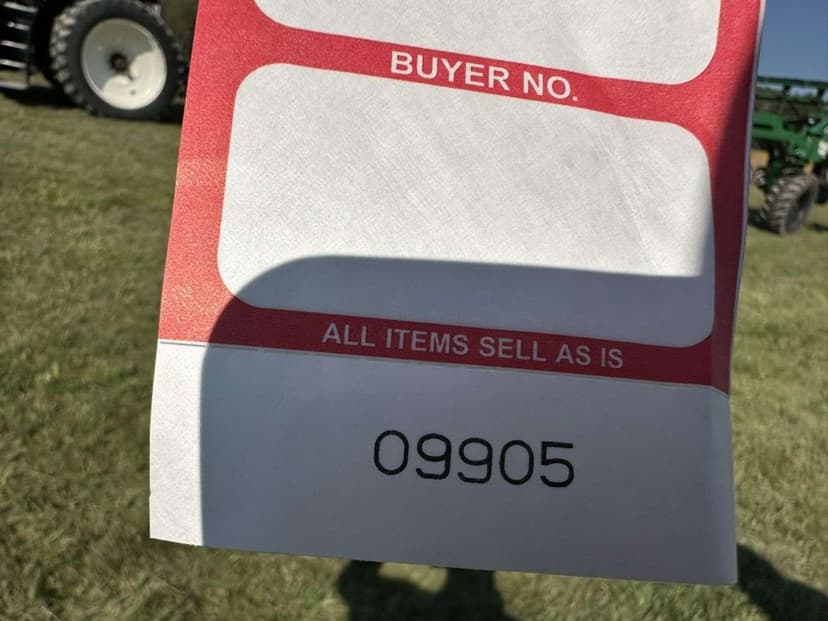 BUYER NO.
ALL ITEMS SELL AS IS
09905